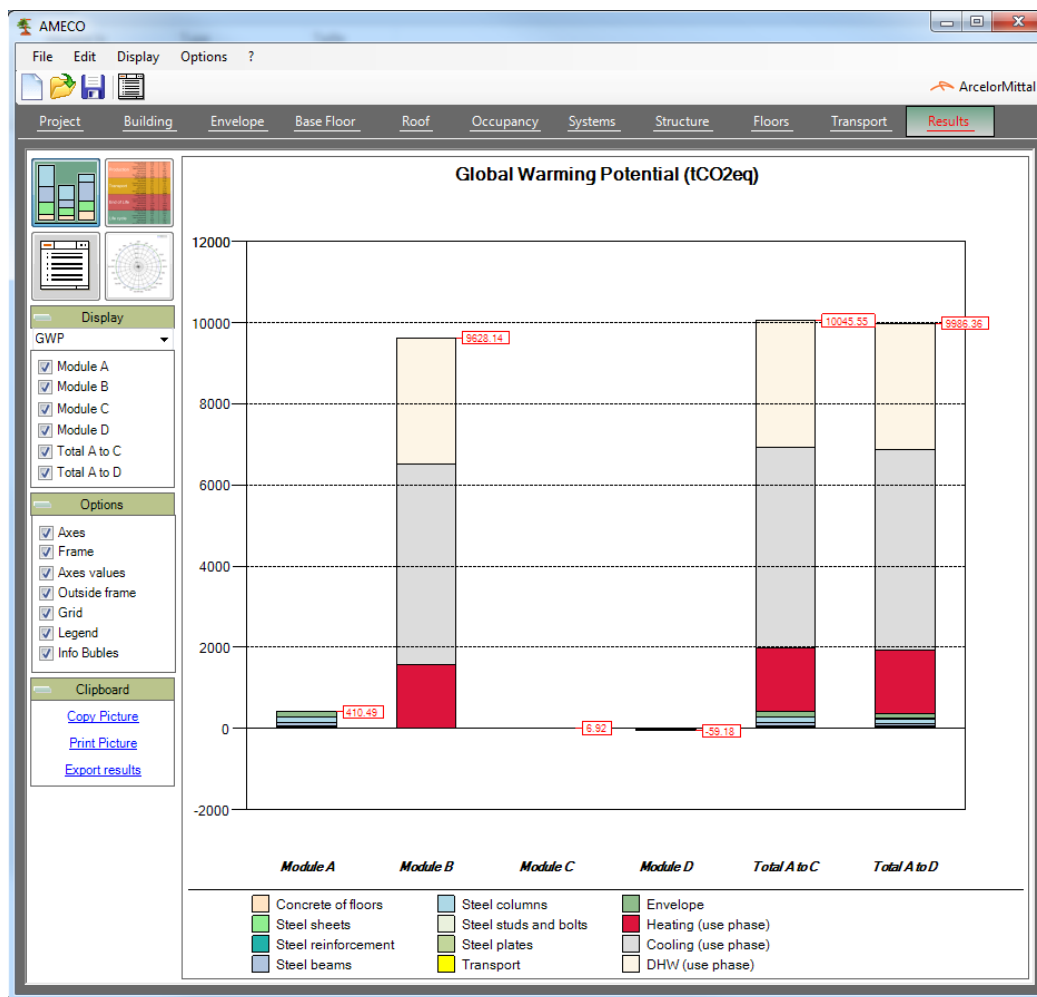 AMECO
File Edit Display Options ?
ArcelorMittal
Project Building Envelope Base Floor Roof Occupancy Systems Structure Floors Transport Results
Display
GWP
Module A
Module B
Module C
Module D
Total A to C
Total A to D
Options
Axes
Frame
Axes values
Outside frame
Grid
Legend
Info Bubles
Clipboard
Copy Picture
Print Picture
Export results
Global Warming Potential (tCO2eq)
12000
10000
8000
6000
4000
2000
0
-2000
410.49
9628.14
6.92
-59.18
10045.55
9986.36
Module A Module B Module C Module D Total A to C Total A to D
Concrete of floors
Steel sheets
Steel reinforcement
Steel beams
Steel columns
Steel studs and bolts
Steel plates
Transport
Envelope
Heating (use phase)
Cooling (use phase)
DHW (use phase)